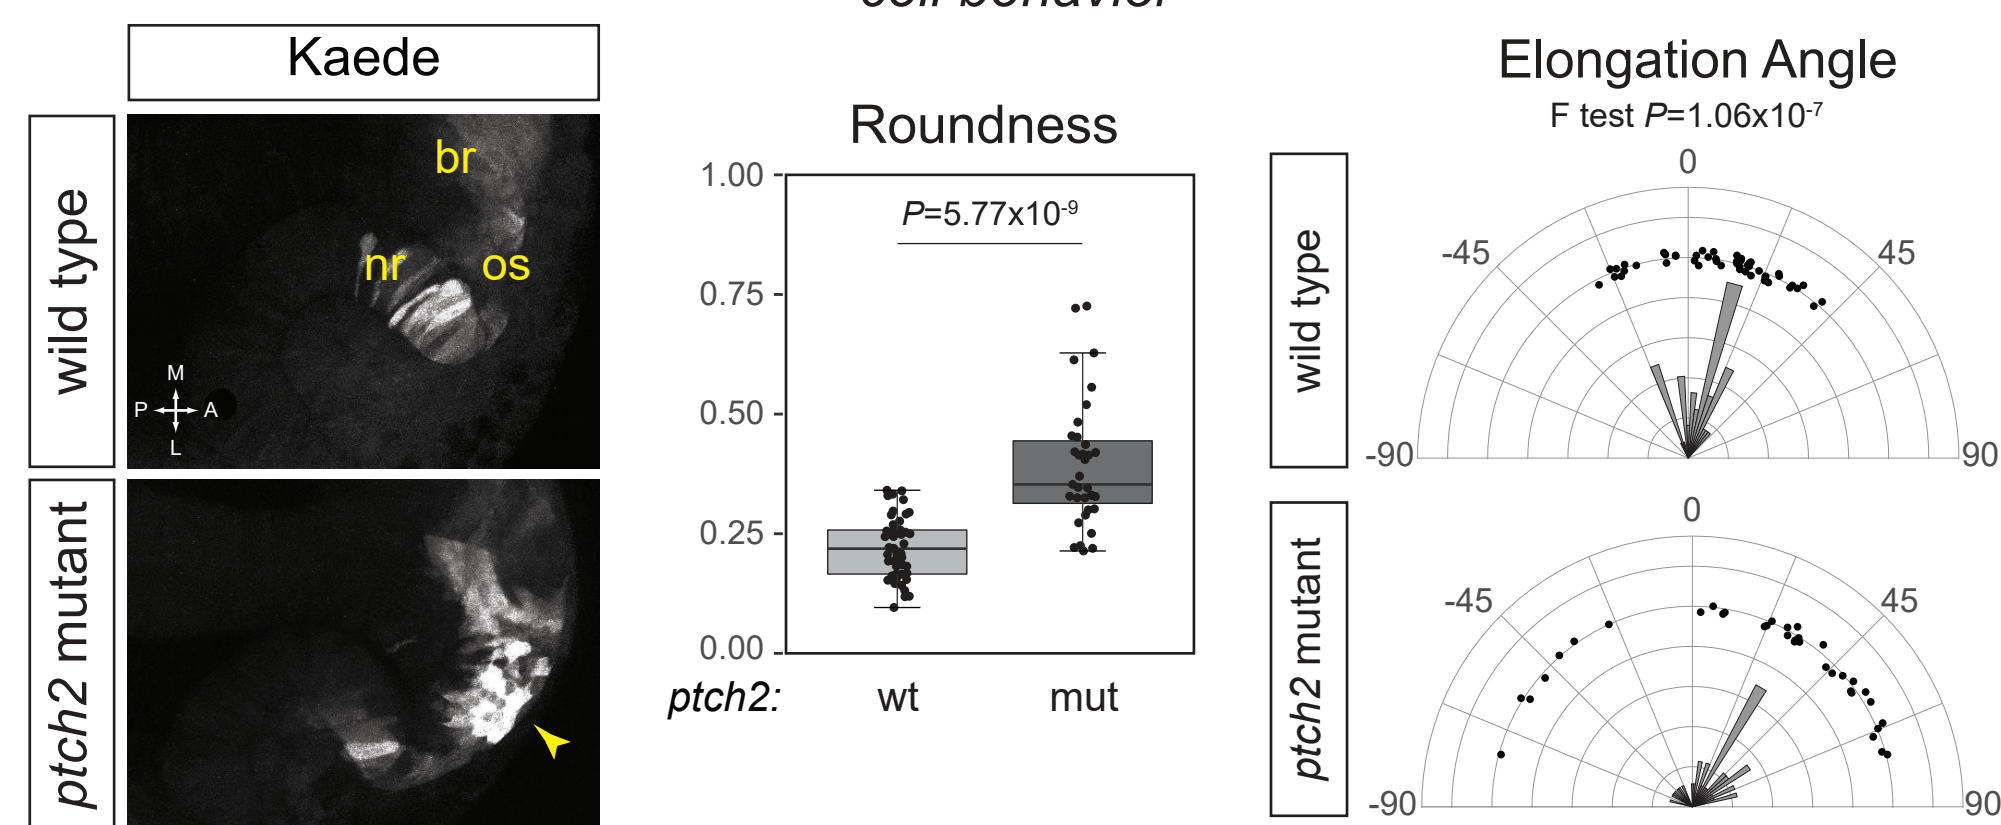 cell behavior
Kaede
wild type
br
nr
os
M
P
A
L
ptch2 mutant
Roundness
1.00
P=5.77x10⁻⁹
0.75
0.50
0.25
0.00
ptch2:
wt
mut
Elongation Angle
F test P=1.06x10⁻⁷
wild type
0
-45
45
-90
90
ptch2 mutant
0
-45
45
-90
90